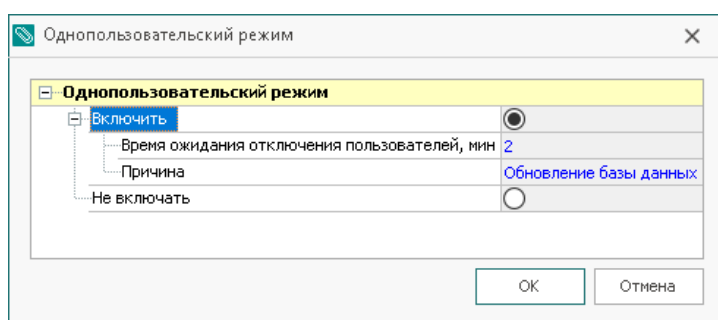 Однопользовательский режим
Однопользовательский режим
Включить
Время ожидания отключения пользователей, мин 2
Причина Обновление базы данных
Не включать
ОК Отмена